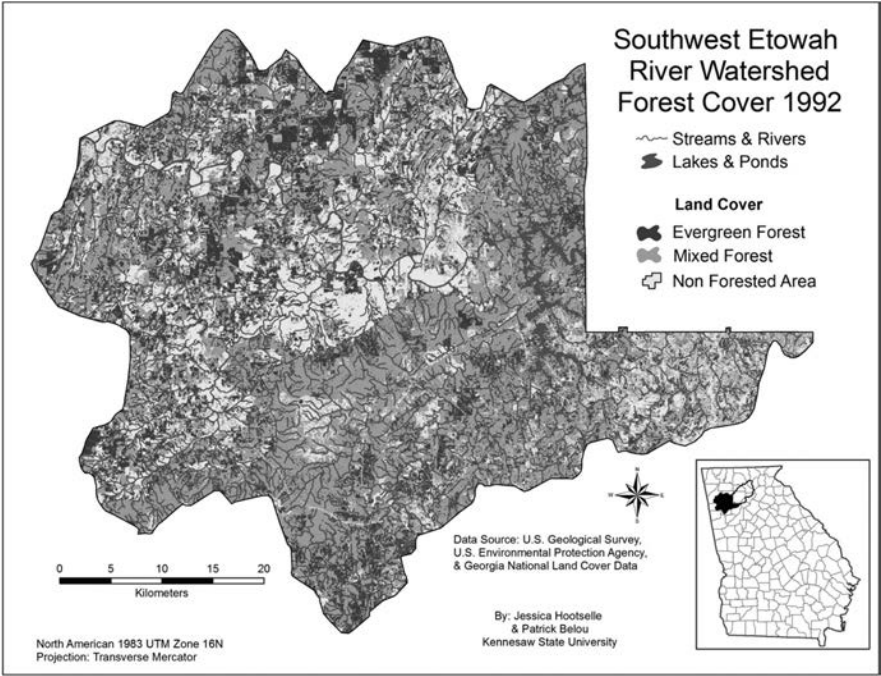 Southwest Etowah
River Watershed
Forest Cover 1992
Streams & Rivers
Lakes & Ponds
Land Cover
Evergreen Forest
Mixed Forest
Non Forested Area
N
W
E
S
Data Source: U.S. Geological Survey,
U.S. Environmental Protection Agency,
& Georgia National Land Cover Data
0 5 10 15 20
Kilometers
By: Jessica Hootselle
& Patrick Belou
Kennesaw State University
North American 1983 UTM Zone 16N
Projection: Transverse Mercator